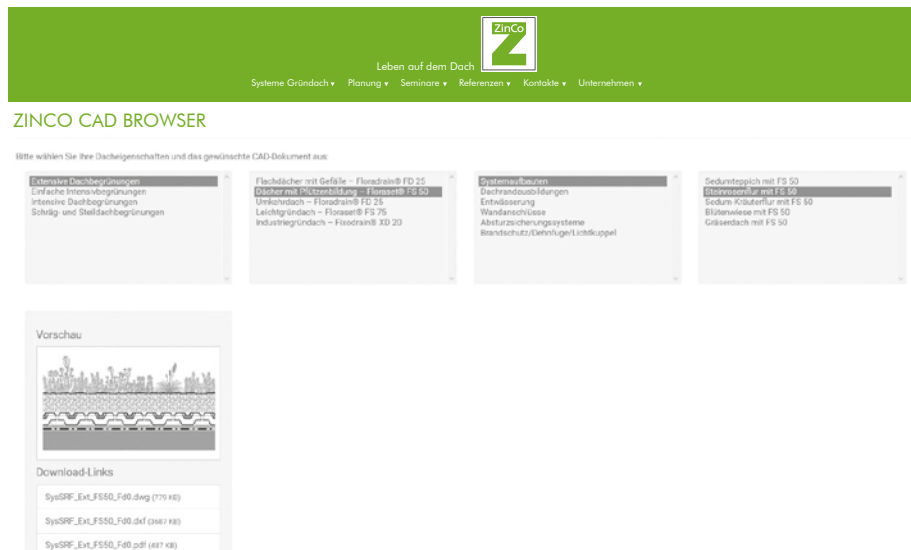 ZinCo
Leben auf dem Dach
Systeme Gründach ▾ Planung ▾ Seminare ▾ Referenzen ▾ Kontakte ▾ Unternehmen ▾
ZINCO CAD BROWSER
Bitte wählen Sie Ihre Dacheigenschaften und das gewünschte CAD-Dokument aus:
Extensive Dachbegrünungen
Einfache Intensivbegrünungen
Intensive Dachbegrünungen
Schräg- und Steildachbegrünungen
Flachdächer mit Gefälle – Floradrain® FD 25
Dächer mit Pfützenbildung – Floraset® FS 50
Umkehrdach – Floradrain® FD 25
Leichtgründach – Floraset® FS 75
Industriegründach – Fixodrain® XD 20
Systemaufbauten
Dachrandausbildungen
Entwässerung
Wandanschlüsse
Absturzsicherungssysteme
Brandschutz/Dehnfuge/Lichtkuppel
Sedumteppich mit FS 50
Steinrosenflur mit FS 50
Sedum-Kräuterflur mit FS 50
Blütenwiese mit FS 50
Gräserdach mit FS 50
Vorschau
Download-Links
SysSRF_Ext_FS50_Fd0.dwg (779 KB)
SysSRF_Ext_FS50_Fd0.dxf (3687 KB)
SysSRF_Ext_FS50_Fd0.pdf (487 KB)